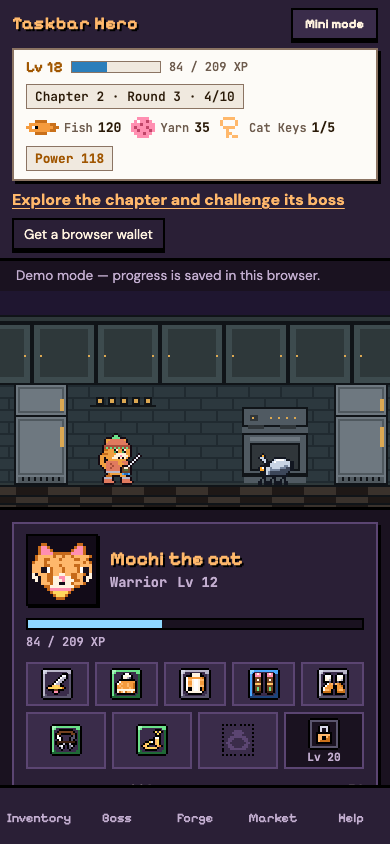 Taskbar Hero
Mini mode
Lv 12 84 / 209 XP
Chapter 2 · Round 3 · 4/10
Fish 120 Yarn 35 Cat Keys 1/5
Power 118
Explore the chapter and challenge its boss
Get a browser wallet
Demo mode — progress is saved in this browser.
Mochi the cat
Warrior Lv 12
84 / 209 XP
Lv 20
Inventory Boss Forge Market Help